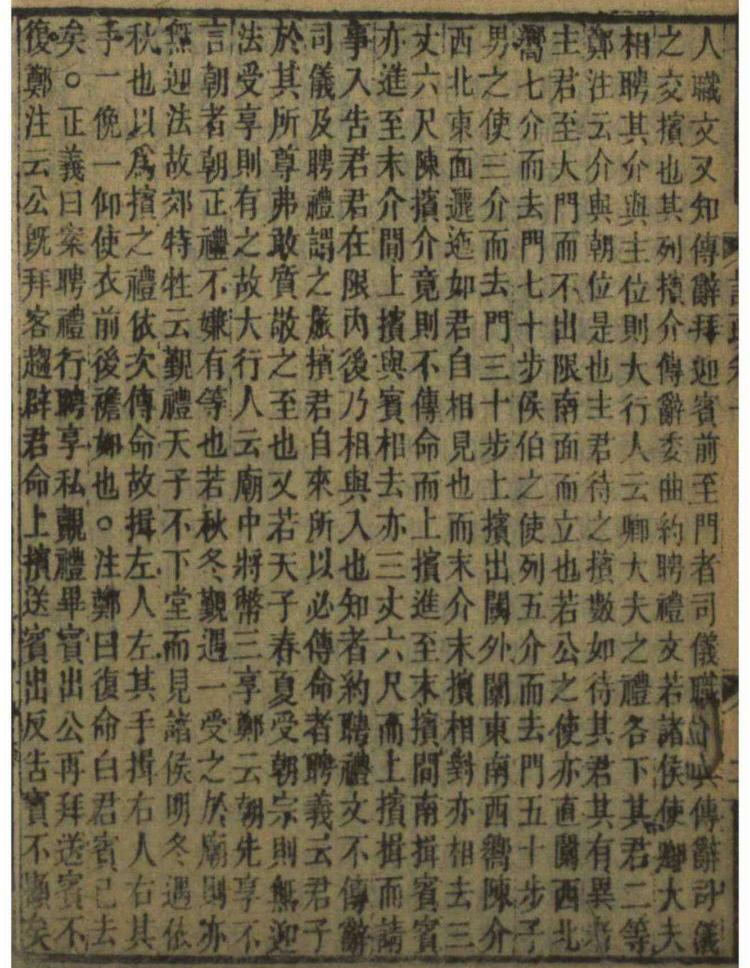 人職文又知傳辭拜迎賓前至門者司儀職文其傳辭司儀
之交擯也其列擯介傳辭委曲約聘禮文若諸侯使卿大夫
相聘其介與主位則大行人云卿大夫之禮各下其君二等
鄭注云介與朝位是也主君待之擯數如待其君其有異者
主君至大門而不出限南面而立也若公之使亦直闑西北
嚮七介而去門七十步侯伯之使列五介而去門五十步子
男之使三介而去門三十步上擯出閾外闑東南西嚮陳介
西北東面邐迤如君自相見也而末介末擯相對亦相去三
丈六尺陳擯介竟則不傳命而上擯進至末擯間南揖賓賓
亦進至末介間上擯與賓相去亦三丈六尺而上擯揖而請
事入告君君在限内後乃相與入也知者約聘禮文不傳辭
司儀及聘禮謂之旅擯君自來所以必傳命者聘義云君子
於其所尊弗敢質敬之至也又若天子春夏受朝宗則無迎
法受享則有之故大行人云廟中將幣三享鄭云朝先享不
言朝者朝正禮不嫌有等也若秋冬覲遇一受之於廟則亦
無迎法故郊特牲云覲禮天子不下堂而見諸侯明冬遇依
秋也以爲擯之禮依次傳命故揖左人左其手揖右人右其
手一俛一仰使衣前後襜如也○注鄭曰復命白君賓已去
矣○正義曰案聘禮行聘享私覿禮畢賓出公再拜送賓不
復鄭注云公既拜客趨辟君命上擯送賓出反告賓不顧矣